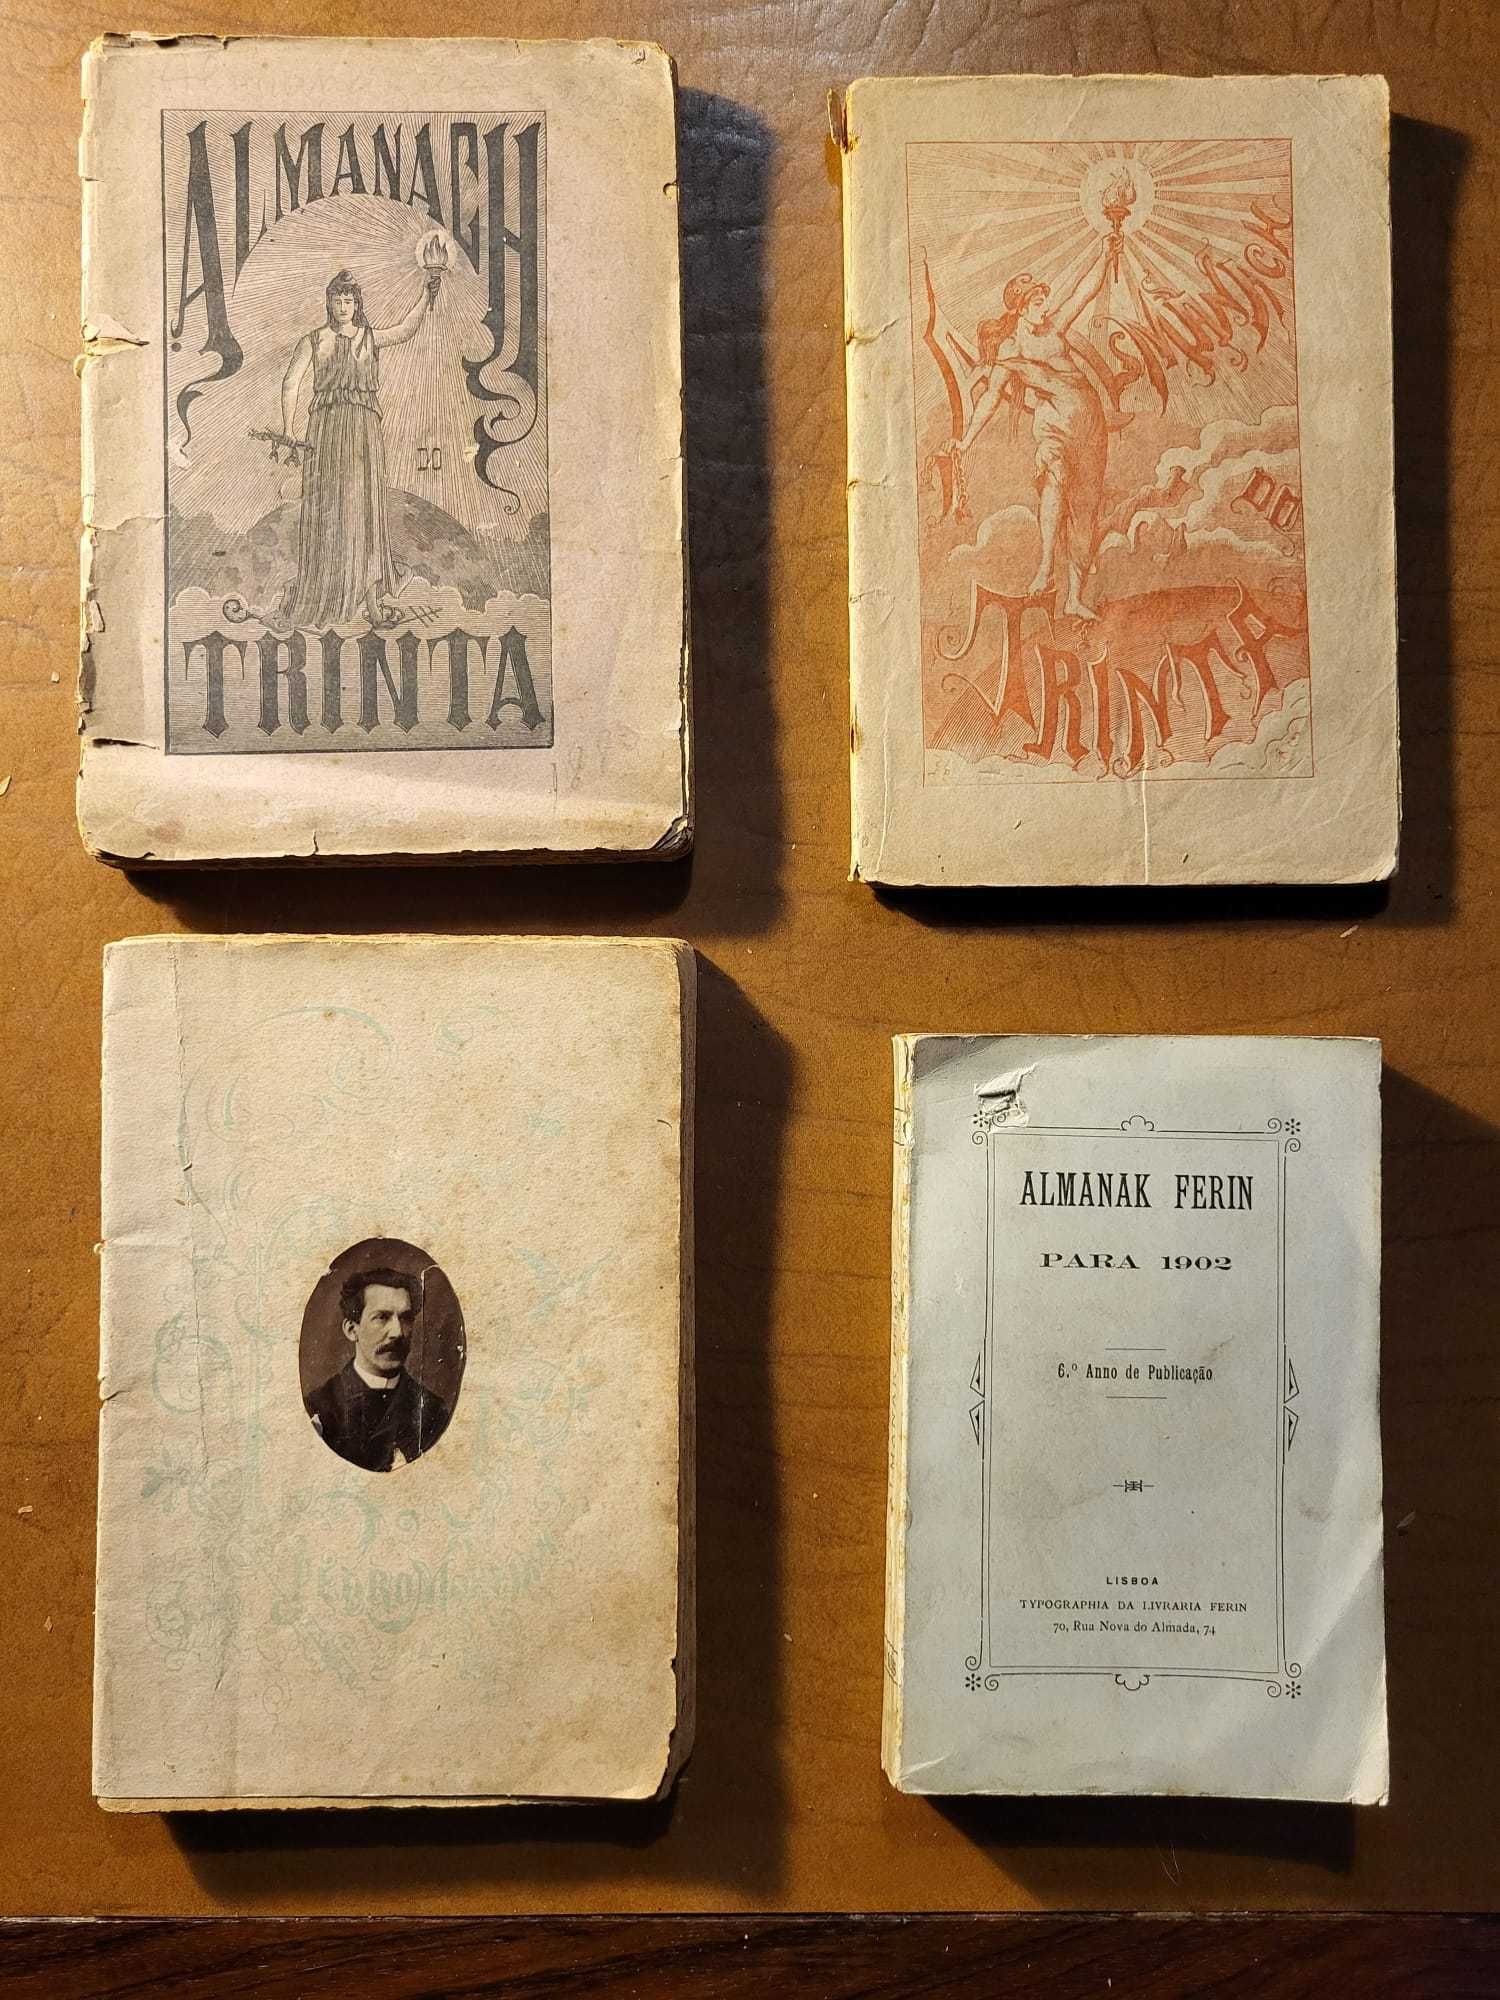 ALMANACH
DO
TRINTA
ALMANACH
DO
TRINTA
ALMANAK FERIN
PARA 1902
6.º Anno de Publicação
LISBOA
TYPOGRAPHIA DA LIVRARIA FERIN
70, Rua Nova do Almada, 74